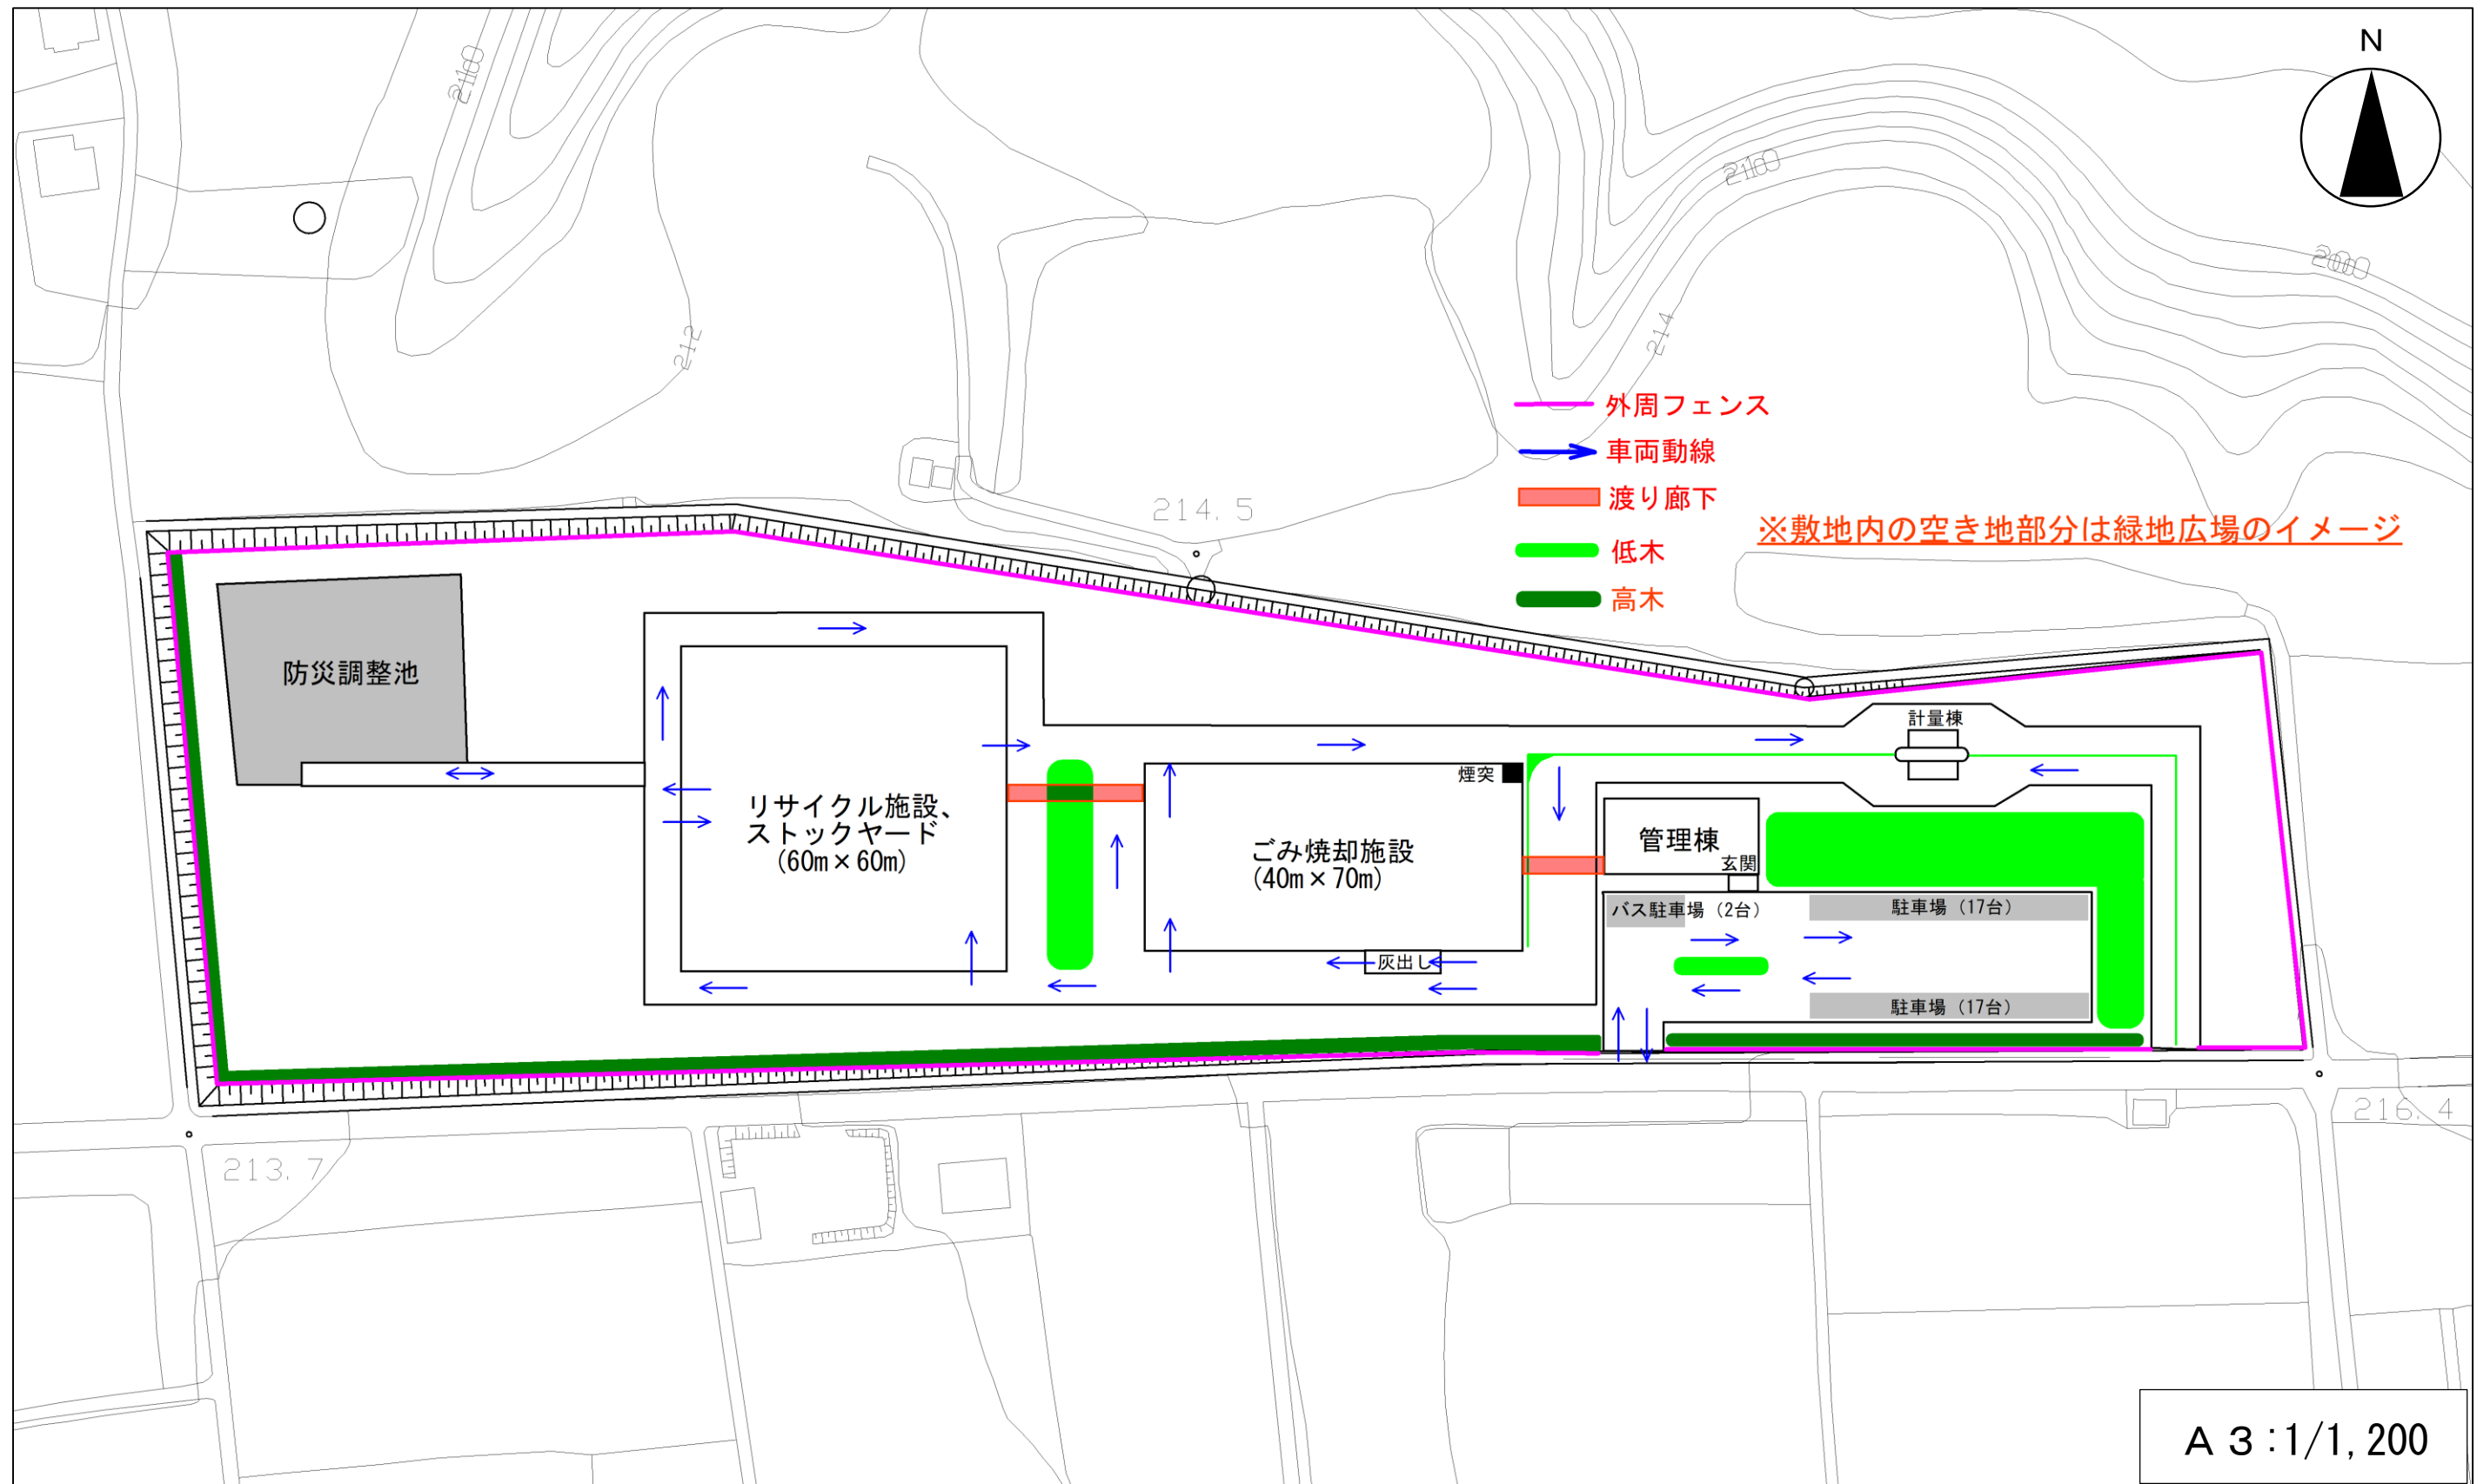 N
218
2160
2000
212
214
外周フェンス
車両動線
渡り廊下
低木
高木
※敷地内の空き地部分は緑地広場のイメージ
214.5
防災調整池
計量棟
煙突
リサイクル施設、
ストックヤード
(60m×60m)
ごみ焼却施設
(40m×70m)
管理棟
玄関
バス駐車場(2台)
駐車場(17台)
灰出し
駐車場(17台)
213.7
216.4
A3:1/1,200